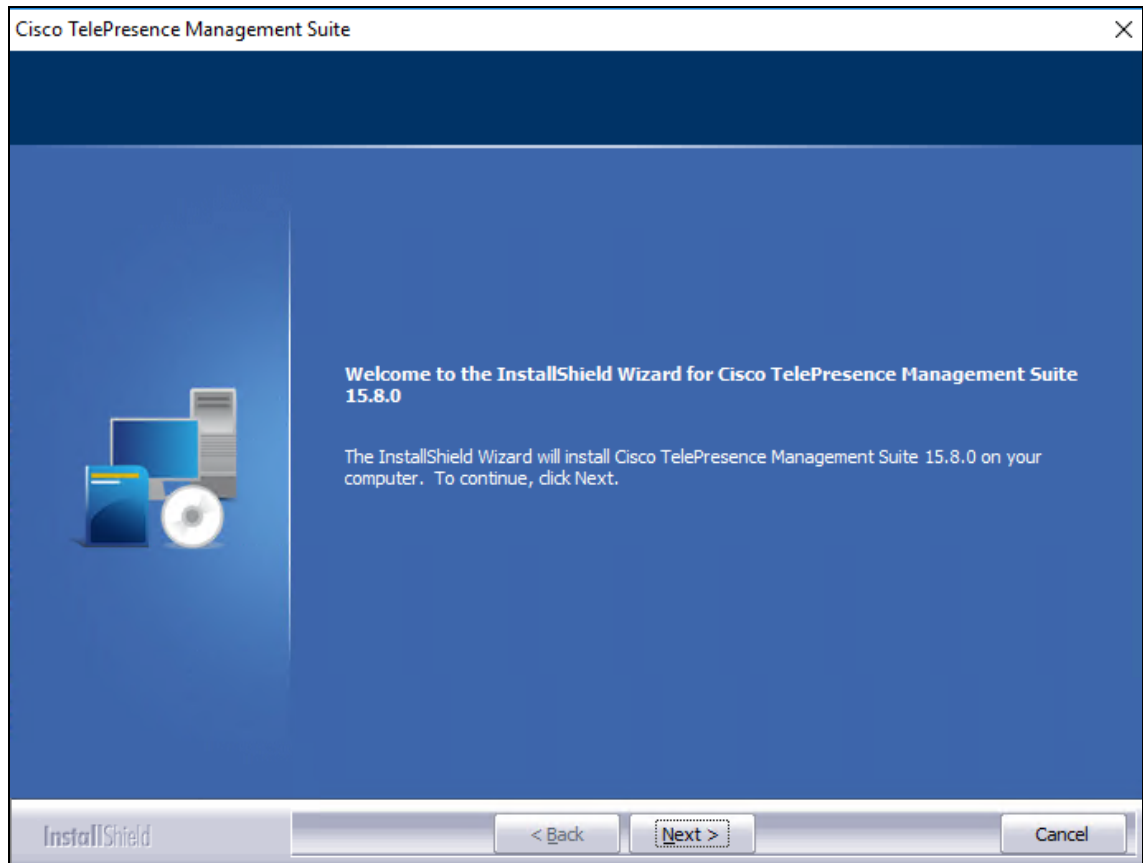 Cisco TelePresence Management Suite
Welcome to the InstallShield Wizard for Cisco TelePresence Management Suite
15.8.0
The InstallShield Wizard will install Cisco TelePresence Management Suite 15.8.0 on your
computer. To continue, click Next.
InstallShield
< Back
Next >
Cancel